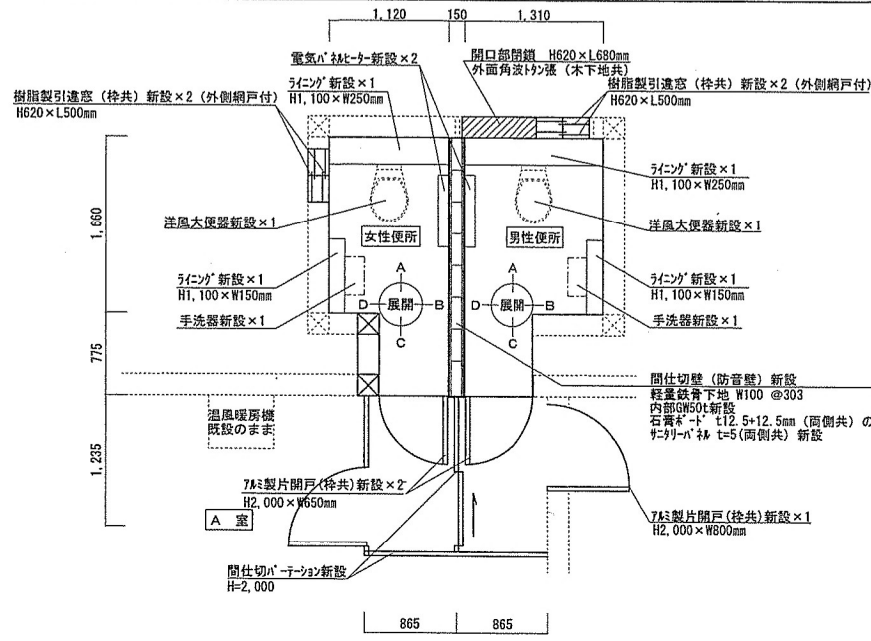 1,120
150
1,310
電気パネルヒーター新設×2
開口部閉鎖 H620×L680mm
外面角波トタン張 (木下地共)
ライニング新設×1
H1,100×W250mm
樹脂製引違窓 (枠共) 新設×2 (外側網戸付)
H620×L500mm
樹脂製引違窓 (枠共) 新設×2 (外側網戸付)
H620×L500mm
ライニング新設×1
H1,100×W250mm
洋風大便器新設×1
洋風大便器新設×1
女性便所
男性便所
1,660
ライニング新設×1
H1,100×W150mm
手洗器新設×1
A
D
展開
B
C
A
D
展開
B
C
ライニング新設×1
H1,100×W150mm
手洗器新設×1
775
間仕切壁 (防音壁) 新設
軽量鉄骨下地 W100 @303
内部GW50t新設
石膏ボード t12.5+12.5mm (両側共) の
サニタリーパネル t=5(両側共) 新設
温風暖房機
既設のまま
1,235
アルミ製片開戸(枠共)新設×2
H2,000×W650mm
A 室
アルミ製片開戸(枠共)新設×1
H2,000×W800mm
間仕切パーテーション新設
H=2,000
865
865